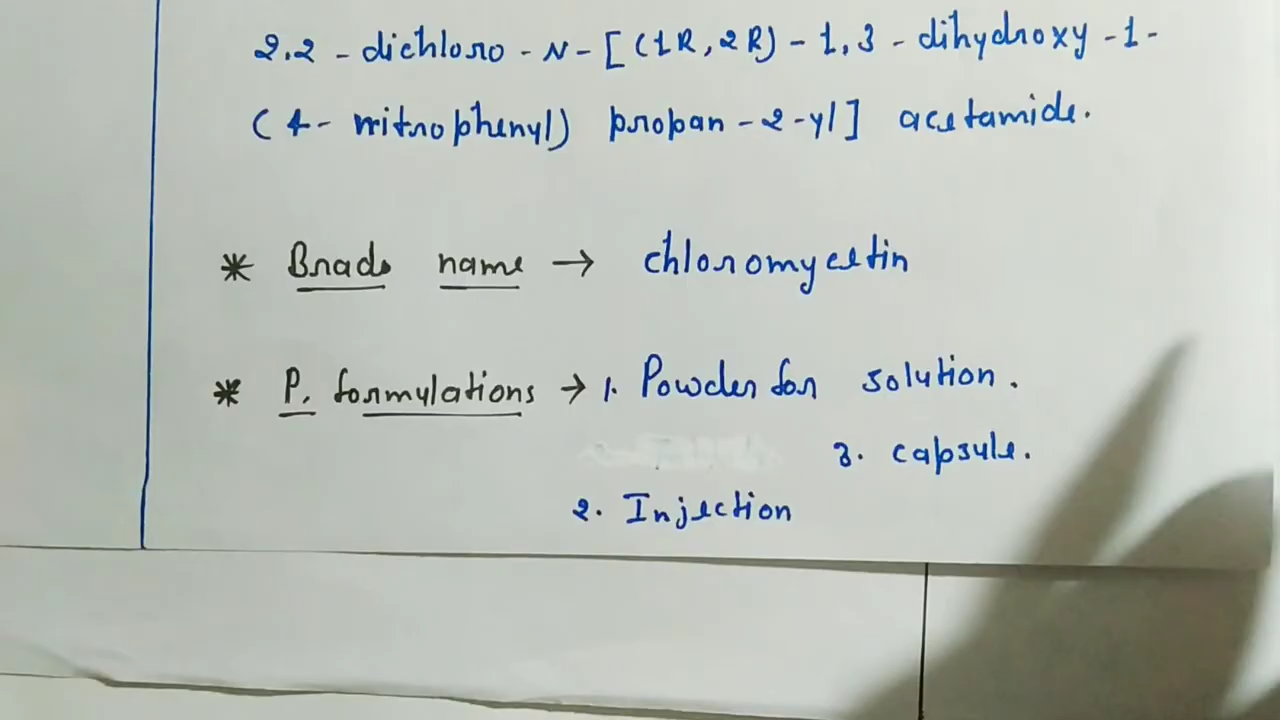 2.2 - dichloro - N - [ (1R, 2R) - 1,3 - dihydroxy - 1 -
(4 - nitrophenyl) propan - 2 - yl ] acetamide.
* Brads name → chloromycetin
* P. formulations → 1. Powder for solution.
3. capsule.
2. Injection